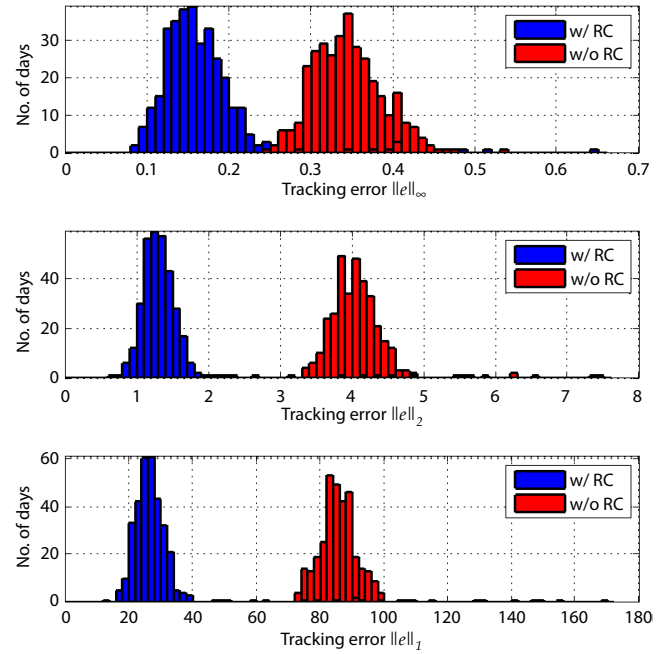 No. of days
30
20
10
0
w/ RC
w/o RC
0 0.1 0.2 0.3 0.4 0.5 0.6 0.7
Tracking error ||e||∞
No. of days
40
20
0
w/ RC
w/o RC
0 1 2 3 4 5 6 7 8
Tracking error ||e||2
No. of days
60
40
20
0
w/ RC
w/o RC
0 20 40 60 80 100 120 140 160 180
Tracking error ||e||1